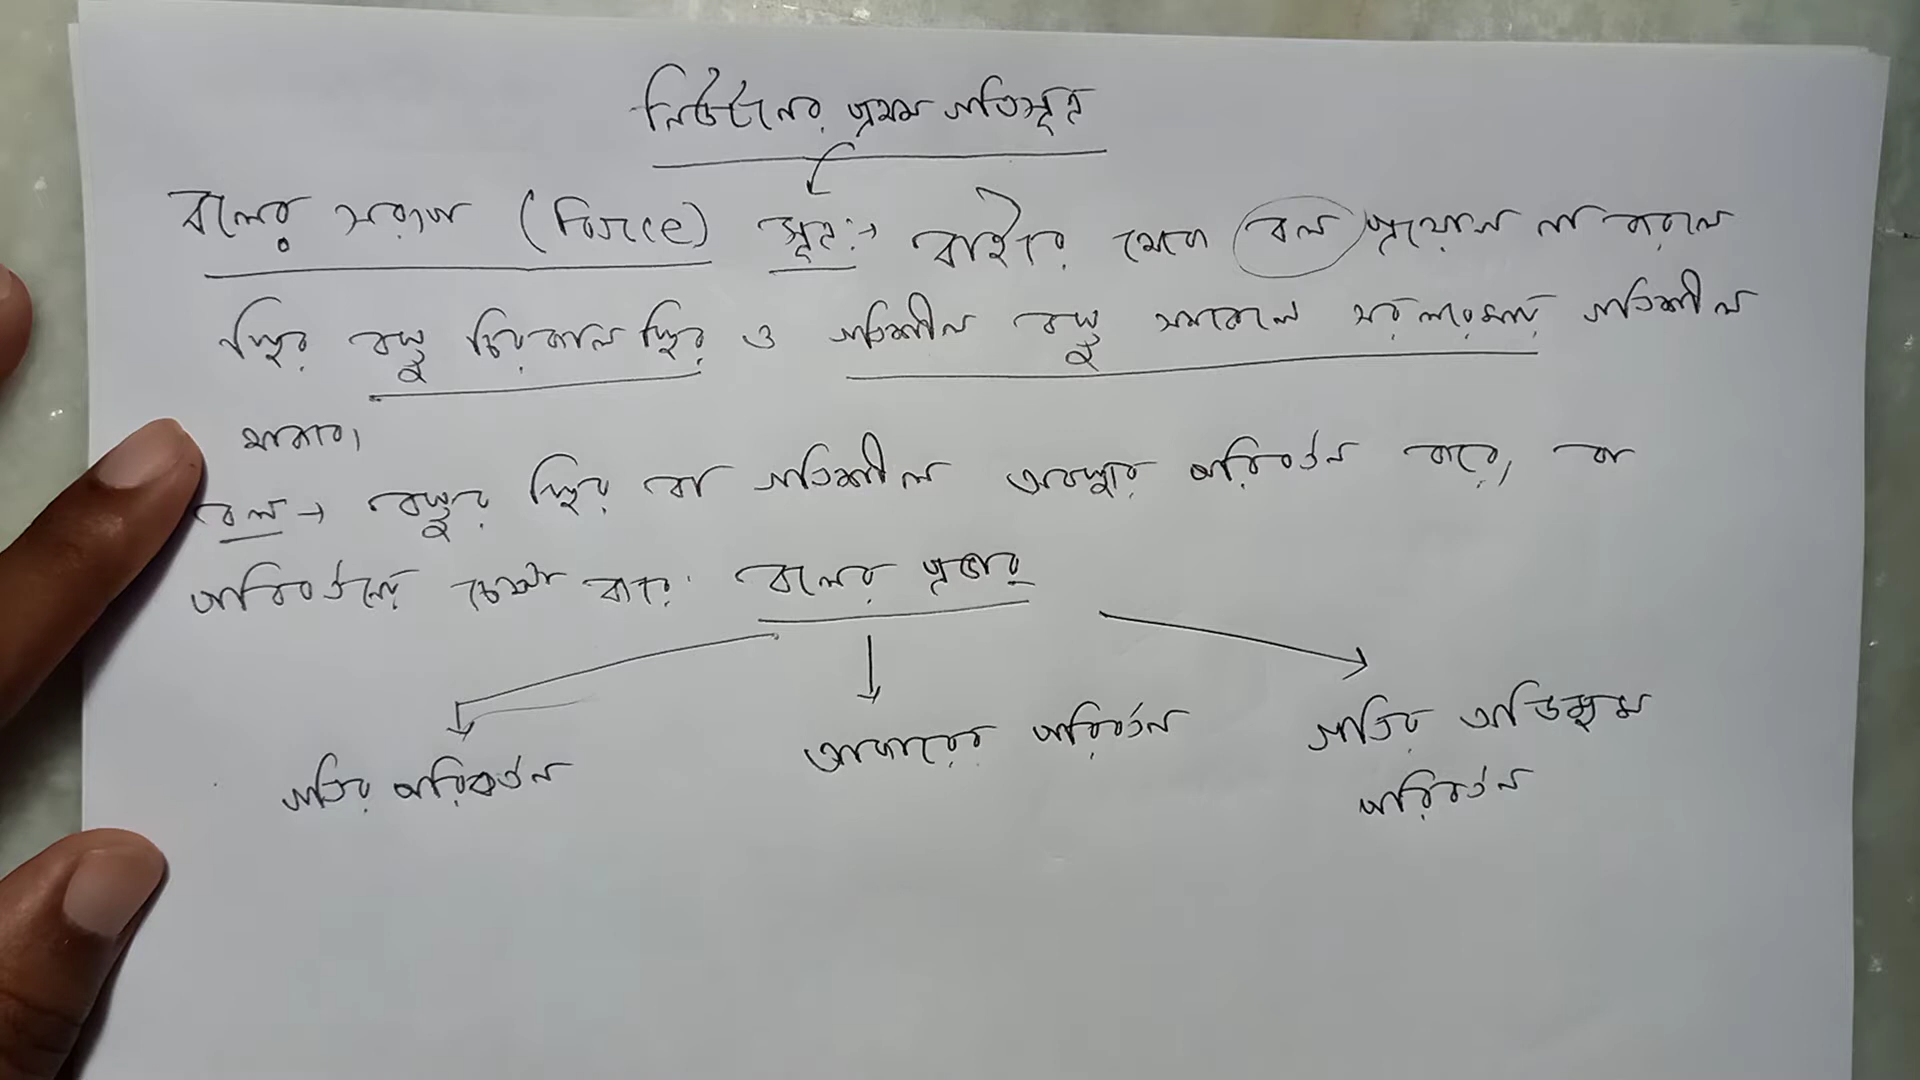 নিউটনের প্রথম গতিসূত্র
বলের সংজ্ঞা (Force) সূত্র:→ বাইরে থেকে বল প্রয়োগ না করলে
স্থির বস্তু চিরকাল স্থির ও গতিশীল বস্তু সমবেগে সরলরেখায় গতিশীল
থাকবে।
বল → বস্তুর স্থির বা গতিশীল অবস্থার পরিবর্তন করে, বা
পরিবর্তনের চেষ্টা করে। বলের প্রভাব
গতির পরিবর্তন
আকারের পরিবর্তন
গতির অভিমুখ
পরিবর্তন